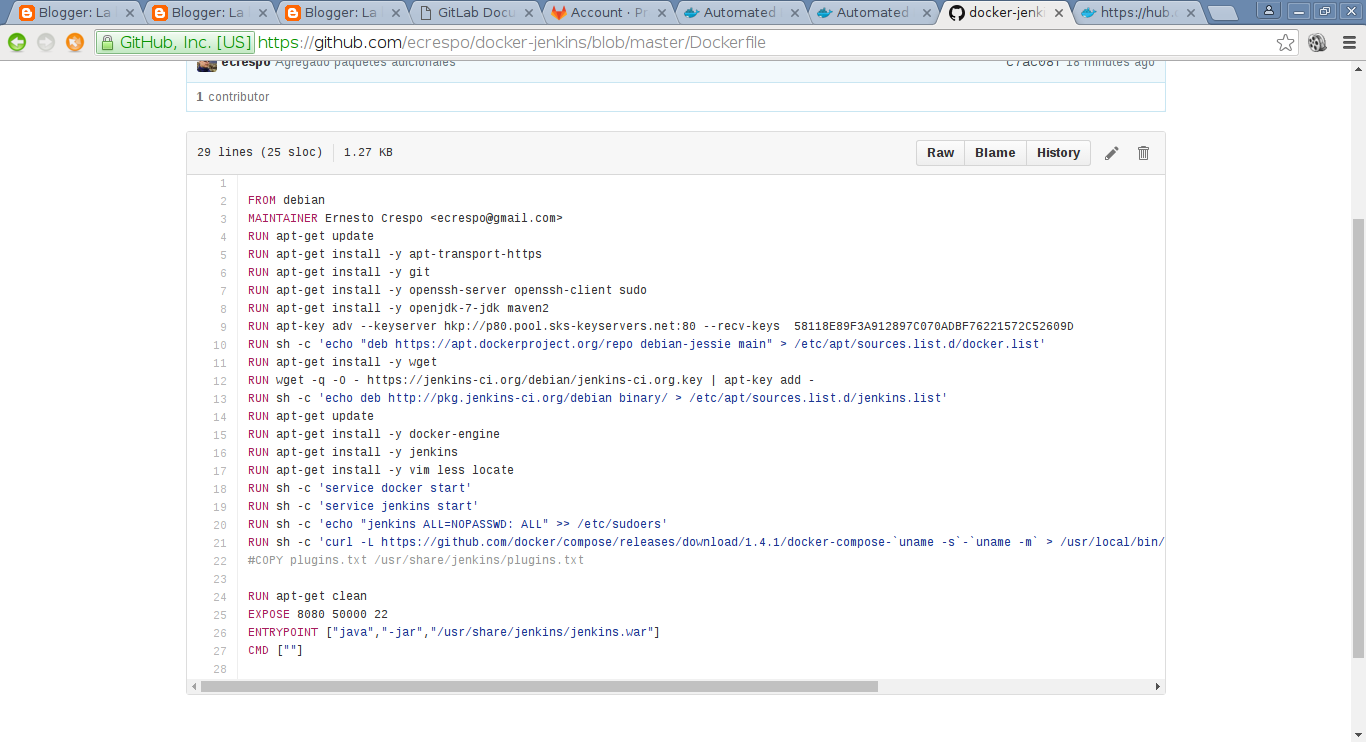 Blogger: La
Blogger: La
Blogger: La
GitLab Docu
Account · Pr
Automated
Automated
docker-jenk
https://hub.
GitHub, Inc. [US] https://github.com/ecrespo/docker-jenkins/blob/master/Dockerfile
ecrespo Agregado paquetes adicionales c7ac08f 18 minutes ago
1 contributor
29 lines (25 sloc) 1.27 KB Raw Blame History
1
2 FROM debian
3 MAINTAINER Ernesto Crespo <ecrespo@gmail.com>
4 RUN apt-get update
5 RUN apt-get install -y apt-transport-https
6 RUN apt-get install -y git
7 RUN apt-get install -y openssh-server openssh-client sudo
8 RUN apt-get install -y openjdk-7-jdk maven2
9 RUN apt-key adv --keyserver hkp://p80.pool.sks-keyservers.net:80 --recv-keys  58118E89F3A912897C070ADBF76221572C52609D
10 RUN sh -c 'echo "deb https://apt.dockerproject.org/repo debian-jessie main" > /etc/apt/sources.list.d/docker.list'
11 RUN apt-get install -y wget
12 RUN wget -q -O - https://jenkins-ci.org/debian/jenkins-ci.org.key | apt-key add -
13 RUN sh -c 'echo deb http://pkg.jenkins-ci.org/debian binary/ > /etc/apt/sources.list.d/jenkins.list'
14 RUN apt-get update
15 RUN apt-get install -y docker-engine
16 RUN apt-get install -y jenkins
17 RUN apt-get install -y vim less locate
18 RUN sh -c 'service docker start'
19 RUN sh -c 'service jenkins start'
20 RUN sh -c 'echo "jenkins ALL=NOPASSWD: ALL" >> /etc/sudoers'
21 RUN sh -c 'curl -L https://github.com/docker/compose/releases/download/1.4.1/docker-compose-`uname -s`-`uname -m` > /usr/local/bin/
22 #COPY plugins.txt /usr/share/jenkins/plugins.txt
23
24 RUN apt-get clean
25 EXPOSE 8080 50000 22
26 ENTRYPOINT ["java","-jar","/usr/share/jenkins/jenkins.war"]
27 CMD [""]
28